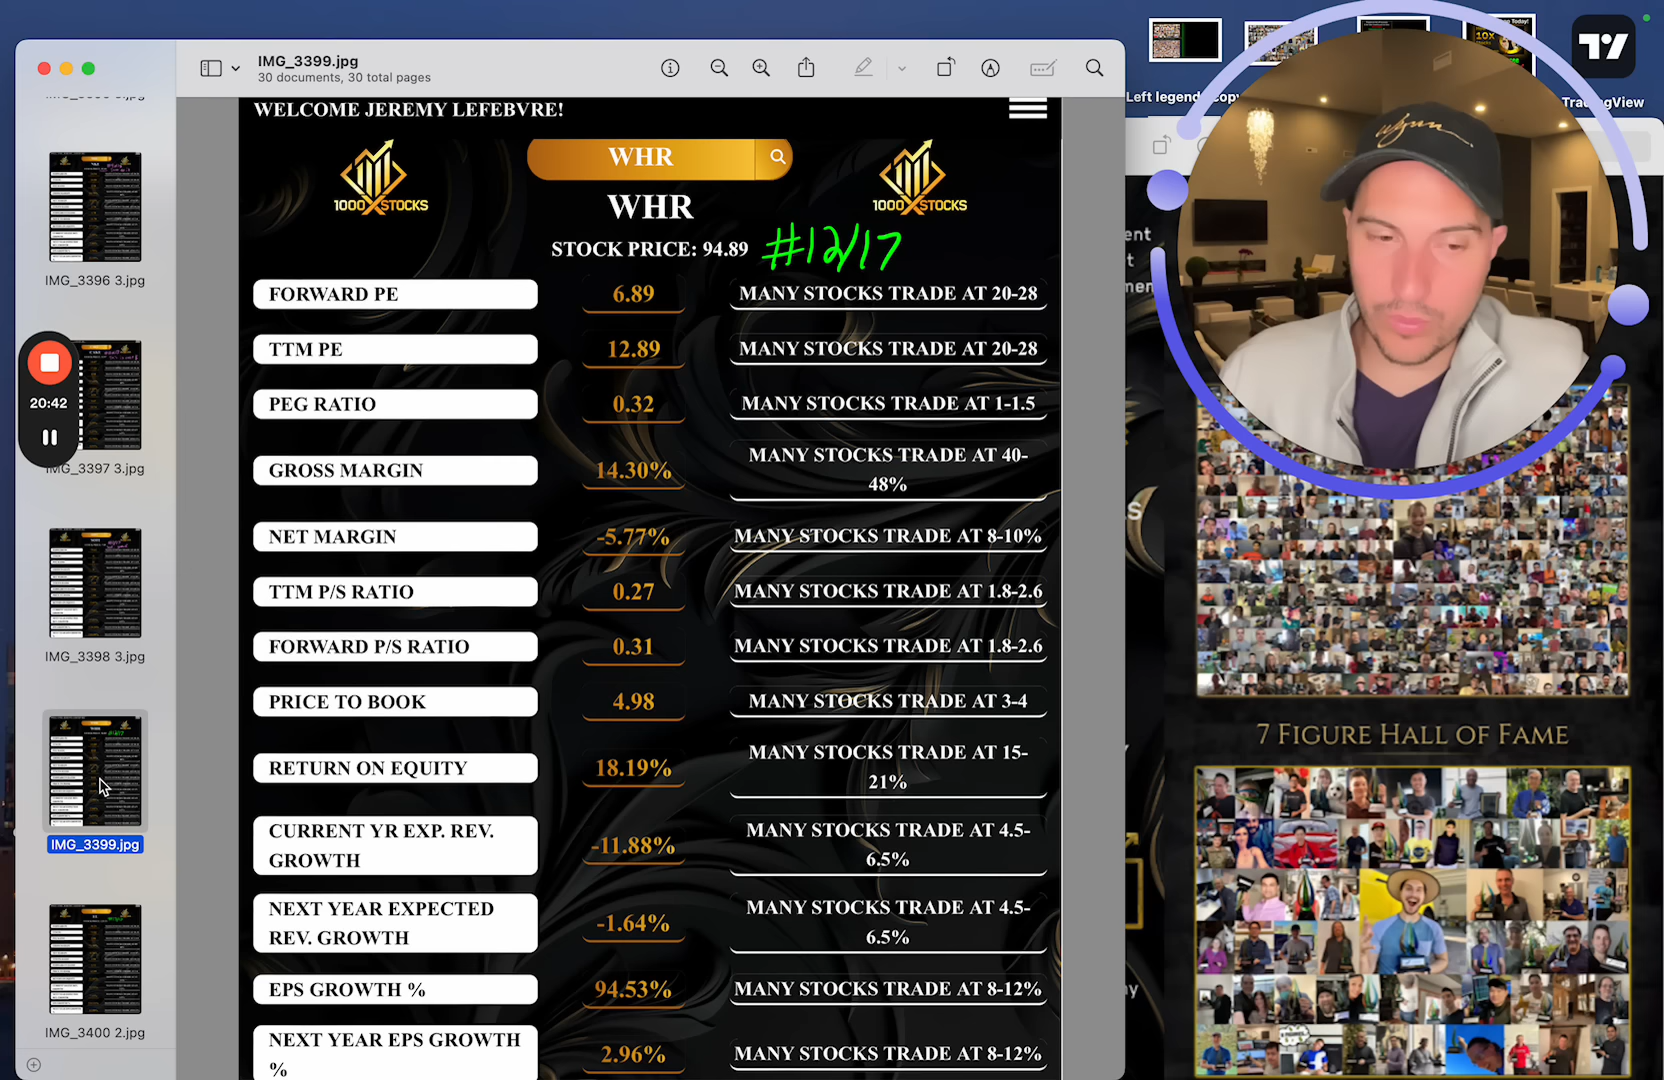 IMG_3399.jpg
30 documents, 30 total pages
IMG_3396 3.jpg
20:42
IMG_3397 3.jpg
IMG_3398 3.jpg
IMG_3399.jpg
IMG_3400 2.jpg
WELCOME JEREMY LEFEBVRE!
1000XSTOCKS
WHR
1000XSTOCKS
WHR
STOCK PRICE: 94.89 #12/17
FORWARD PE 6.89 MANY STOCKS TRADE AT 20-28
TTM PE 12.89 MANY STOCKS TRADE AT 20-28
PEG RATIO 0.32 MANY STOCKS TRADE AT 1-1.5
GROSS MARGIN 14.30% MANY STOCKS TRADE AT 40-
48%
NET MARGIN -5.77% MANY STOCKS TRADE AT 8-10%
TTM P/S RATIO 0.27 MANY STOCKS TRADE AT 1.8-2.6
FORWARD P/S RATIO 0.31 MANY STOCKS TRADE AT 1.8-2.6
PRICE TO BOOK 4.98 MANY STOCKS TRADE AT 3-4
RETURN ON EQUITY 18.19% MANY STOCKS TRADE AT 15-
21%
CURRENT YR EXP. REV.
GROWTH -11.88% MANY STOCKS TRADE AT 4.5-
6.5%
NEXT YEAR EXPECTED
REV. GROWTH -1.64% MANY STOCKS TRADE AT 4.5-
6.5%
EPS GROWTH % 94.53% MANY STOCKS TRADE AT 8-12%
NEXT YEAR EPS GROWTH
% 2.96% MANY STOCKS TRADE AT 8-12%
Left legend
TradingView
ent
t
7 FIGURE HALL OF FAME